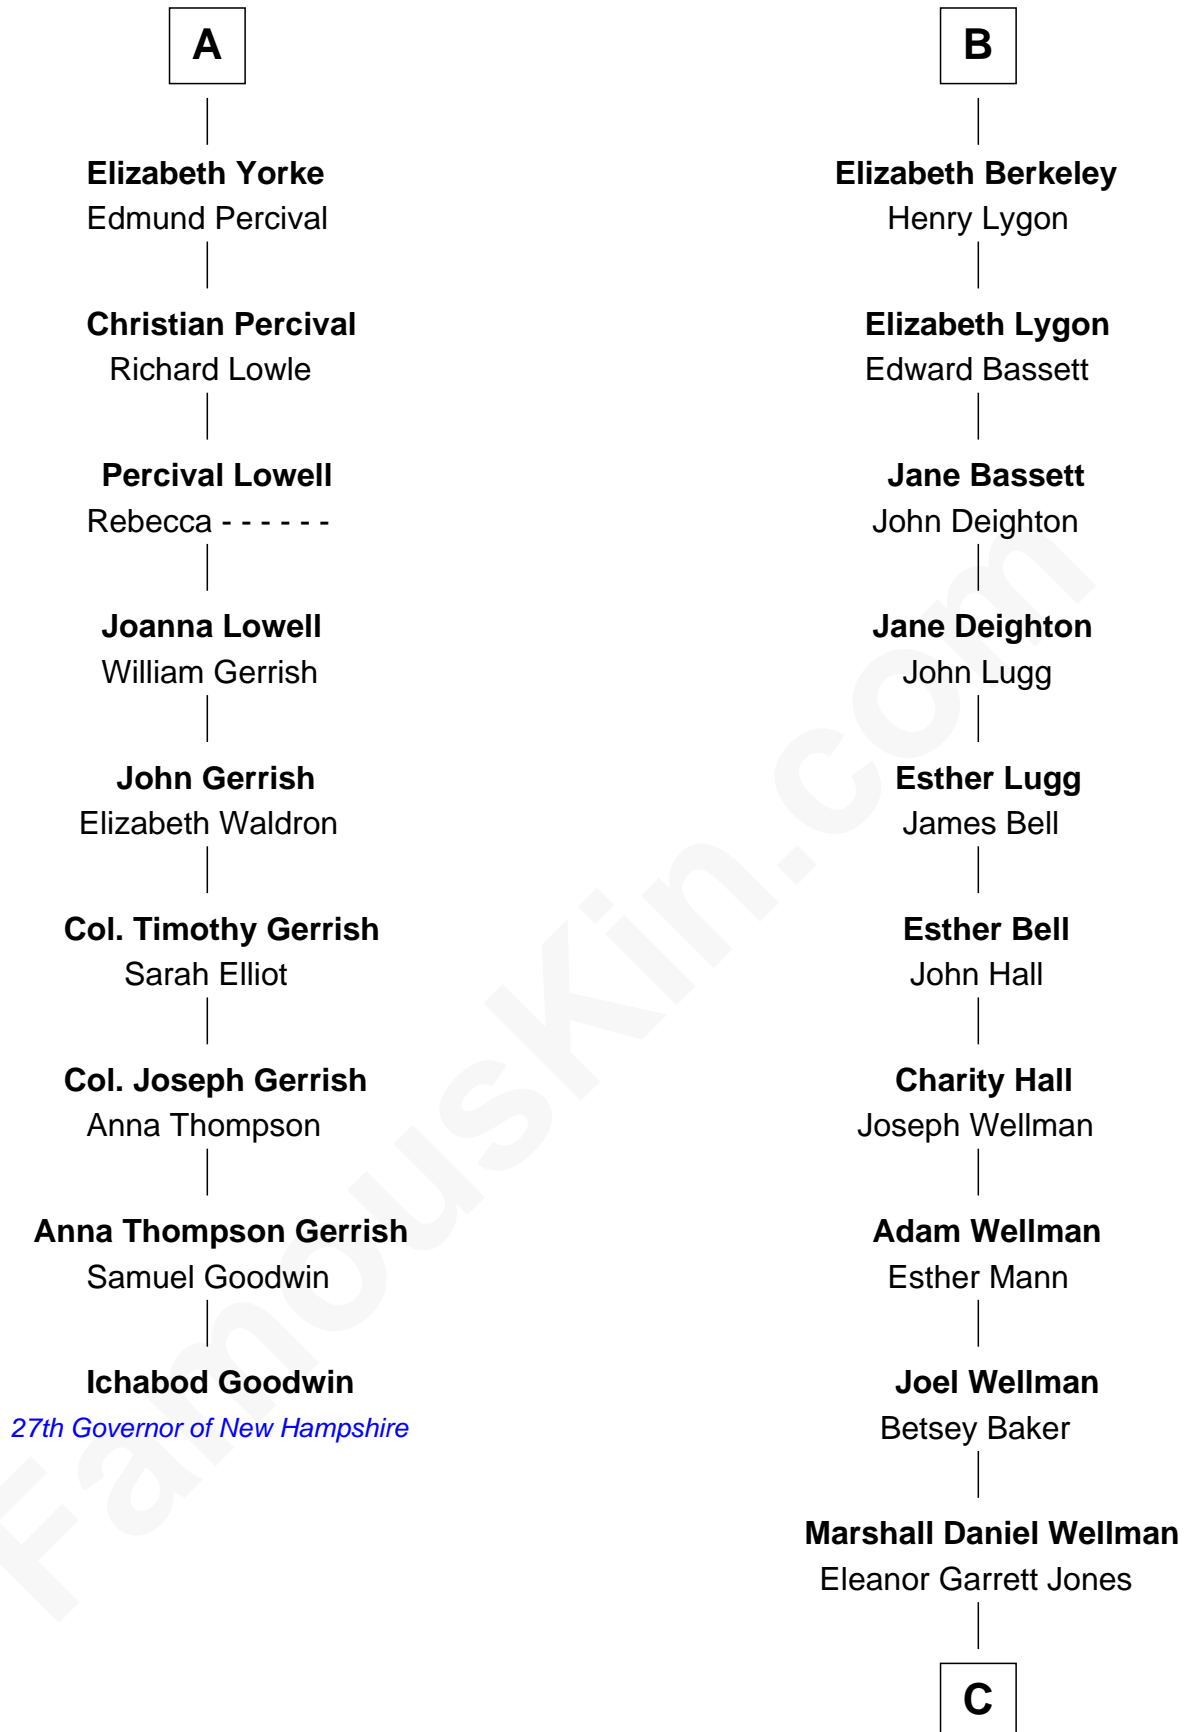 A
Elizabeth Yorke
Edmund Percival
Christian Percival
Richard Lowle
Percival Lowell
Rebecca - - - - - -
Joanna Lowell
William Gerrish
John Gerrish
Elizabeth Waldron
Col. Timothy Gerrish
Sarah Elliot
Col. Joseph Gerrish
Anna Thompson
Anna Thompson Gerrish
Samuel Goodwin
Ichabod Goodwin
27th Governor of New Hampshire
B
Elizabeth Berkeley
Henry Lygon
Elizabeth Lygon
Edward Bassett
Jane Bassett
John Deighton
Jane Deighton
John Lugg
Esther Lugg
James Bell
Esther Bell
John Hall
Charity Hall
Joseph Wellman
Adam Wellman
Esther Mann
Joel Wellman
Betsey Baker
Marshall Daniel Wellman
Eleanor Garrett Jones
C
FamousKin.com